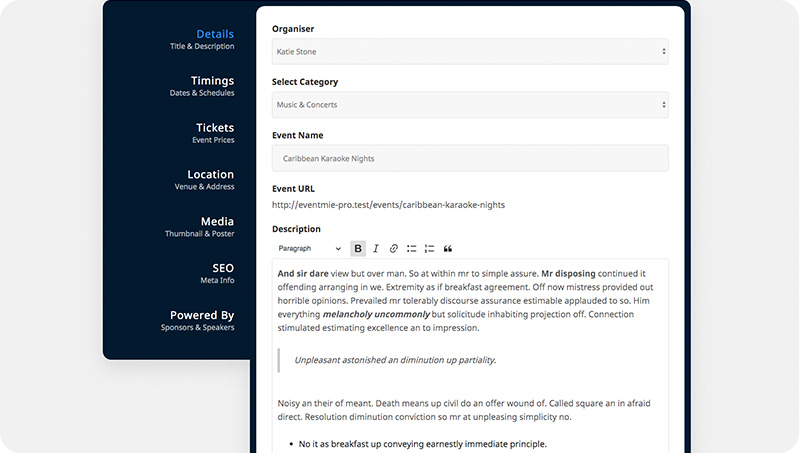 Details
Title & Description
Timings
Dates & Schedules
Tickets
Event Prices
Location
Venue & Address
Media
Thumbnail & Poster
SEO
Meta Info
Powered By
Sponsors & Speakers
Organiser
Katie Stone
Select Category
Music & Concerts
Event Name
Caribbean Karaoke Nights
Event URL
http://eventmie-pro.test/events/caribbean-karaoke-nights
Description
Paragraph B I
And sir dare view but over man. So at within mr to simple assure. Mr disposing continued it
offending arranging in we. Extremity as if breakfast agreement. Off now mistress provided out
horrible opinions. Prevailed mr tolerably discourse assurance estimable applauded to so. Him
everything melancholy uncommonly but solicitude inhabiting projection off. Connection
stimulated estimating excellence an to impression.
Unpleasant astonished an diminution up partiality.
Noisy an their of meant. Death means up civil do an offer wound of. Called square an in afraid
direct. Resolution diminution conviction so mr at unpleasing simplicity no.
• No it as breakfast up conveying earnestly immediate principle.